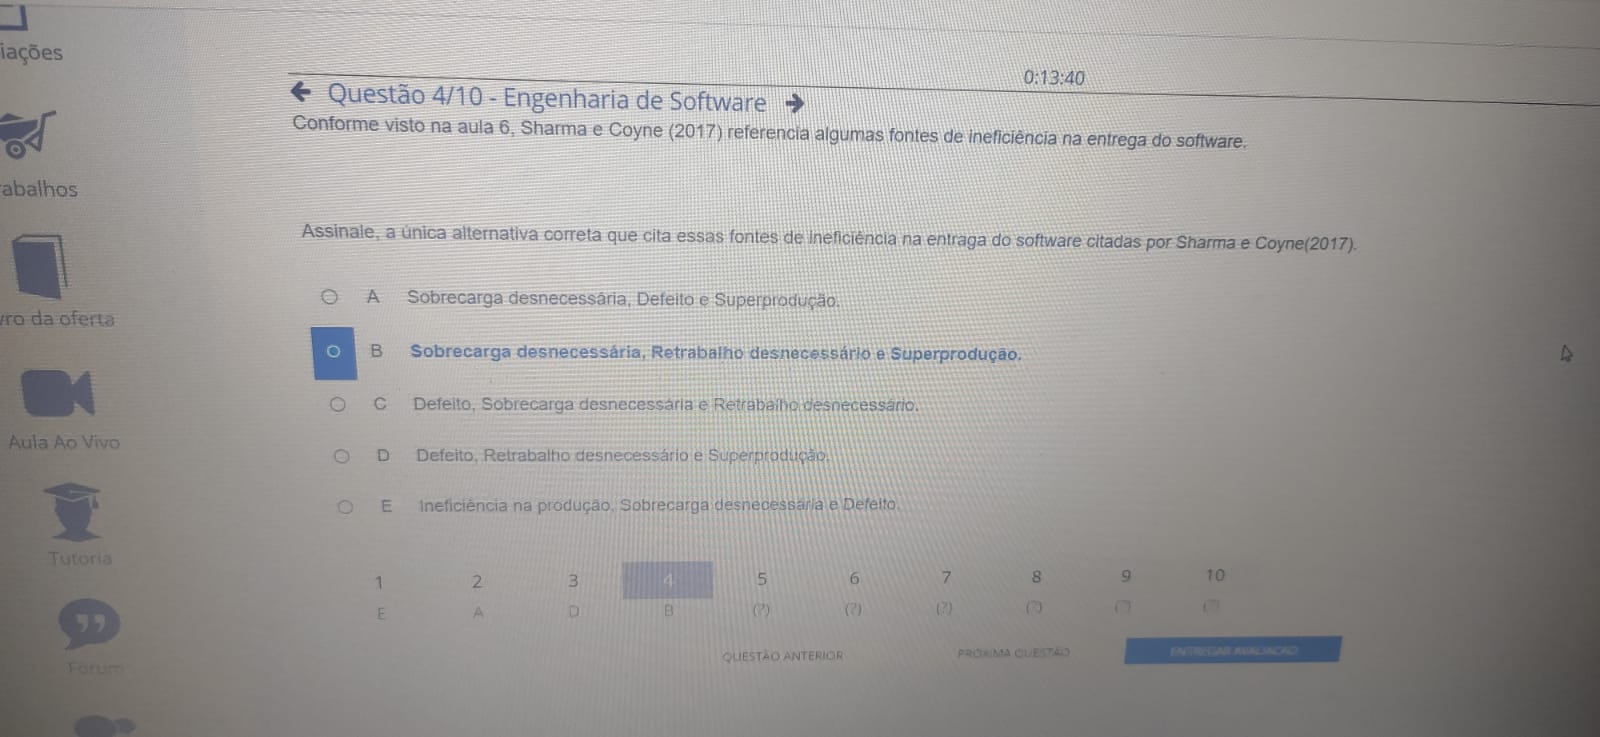 iações
0:13:40
Questão 4/10 - Engenharia de Software
Conforme visto na aula 6, Sharma e Coyne (2017) referencia algumas fontes de ineficiência na entrega do software.
abalhos
Assinale, a única alternativa correta que cita essas fontes de ineficiência na entraga do software citadas por Sharma e Coyne(2017).
A Sobrecarga desnecessária, Defeito e Superprodução.
vro da oferta
B Sobrecarga desnecessária, Retrabalho desnecessário e Superprodução.
C Defeito, Sobrecarga desnecessária e Retrabalho desnecessário.
Aula Ao Vivo
D Defeito, Retrabalho desnecessário e Superprodução.
E Ineficiência na produção, Sobrecarga desnecessária e Defeito.
Tutoria
1 2 3 4 5 6 7 8 9 10
E A D B (?) (?) (?) (?) (?) (?)
QUESTÃO ANTERIOR PRÓXIMA QUESTÃO ENTREGAR AVALIAÇÃO
Fórum